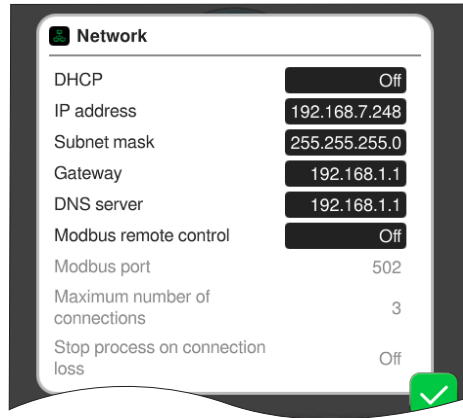 Network
DHCP Off
IP address 192.168.7.248
Subnet mask 255.255.255.0
Gateway 192.168.1.1
DNS server 192.168.1.1
Modbus remote control Off
Modbus port 502
Maximum number of
connections 3
Stop process on connection
loss Off